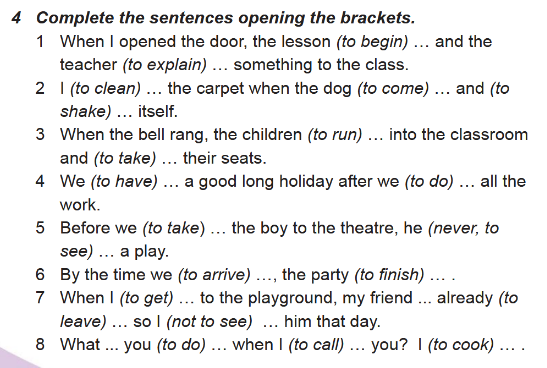 4 Complete the sentences opening the brackets.
1 When I opened the door, the lesson (to begin) ... and the
teacher (to explain) ... something to the class.
2 I (to clean) ... the carpet when the dog (to come) ... and (to
shake) ... itself.
3 When the bell rang, the children (to run) ... into the classroom
and (to take) ... their seats.
4 We (to have) ... a good long holiday after we (to do) ... all the
work.
5 Before we (to take) ... the boy to the theatre, he (never, to
see) ... a play.
6 By the time we (to arrive) ..., the party (to finish) ... .
7 When I (to get) ... to the playground, my friend ... already (to
leave) ... so I (not to see) ... him that day.
8 What ... you (to do) ... when I (to call) ... you? I (to cook) ... .